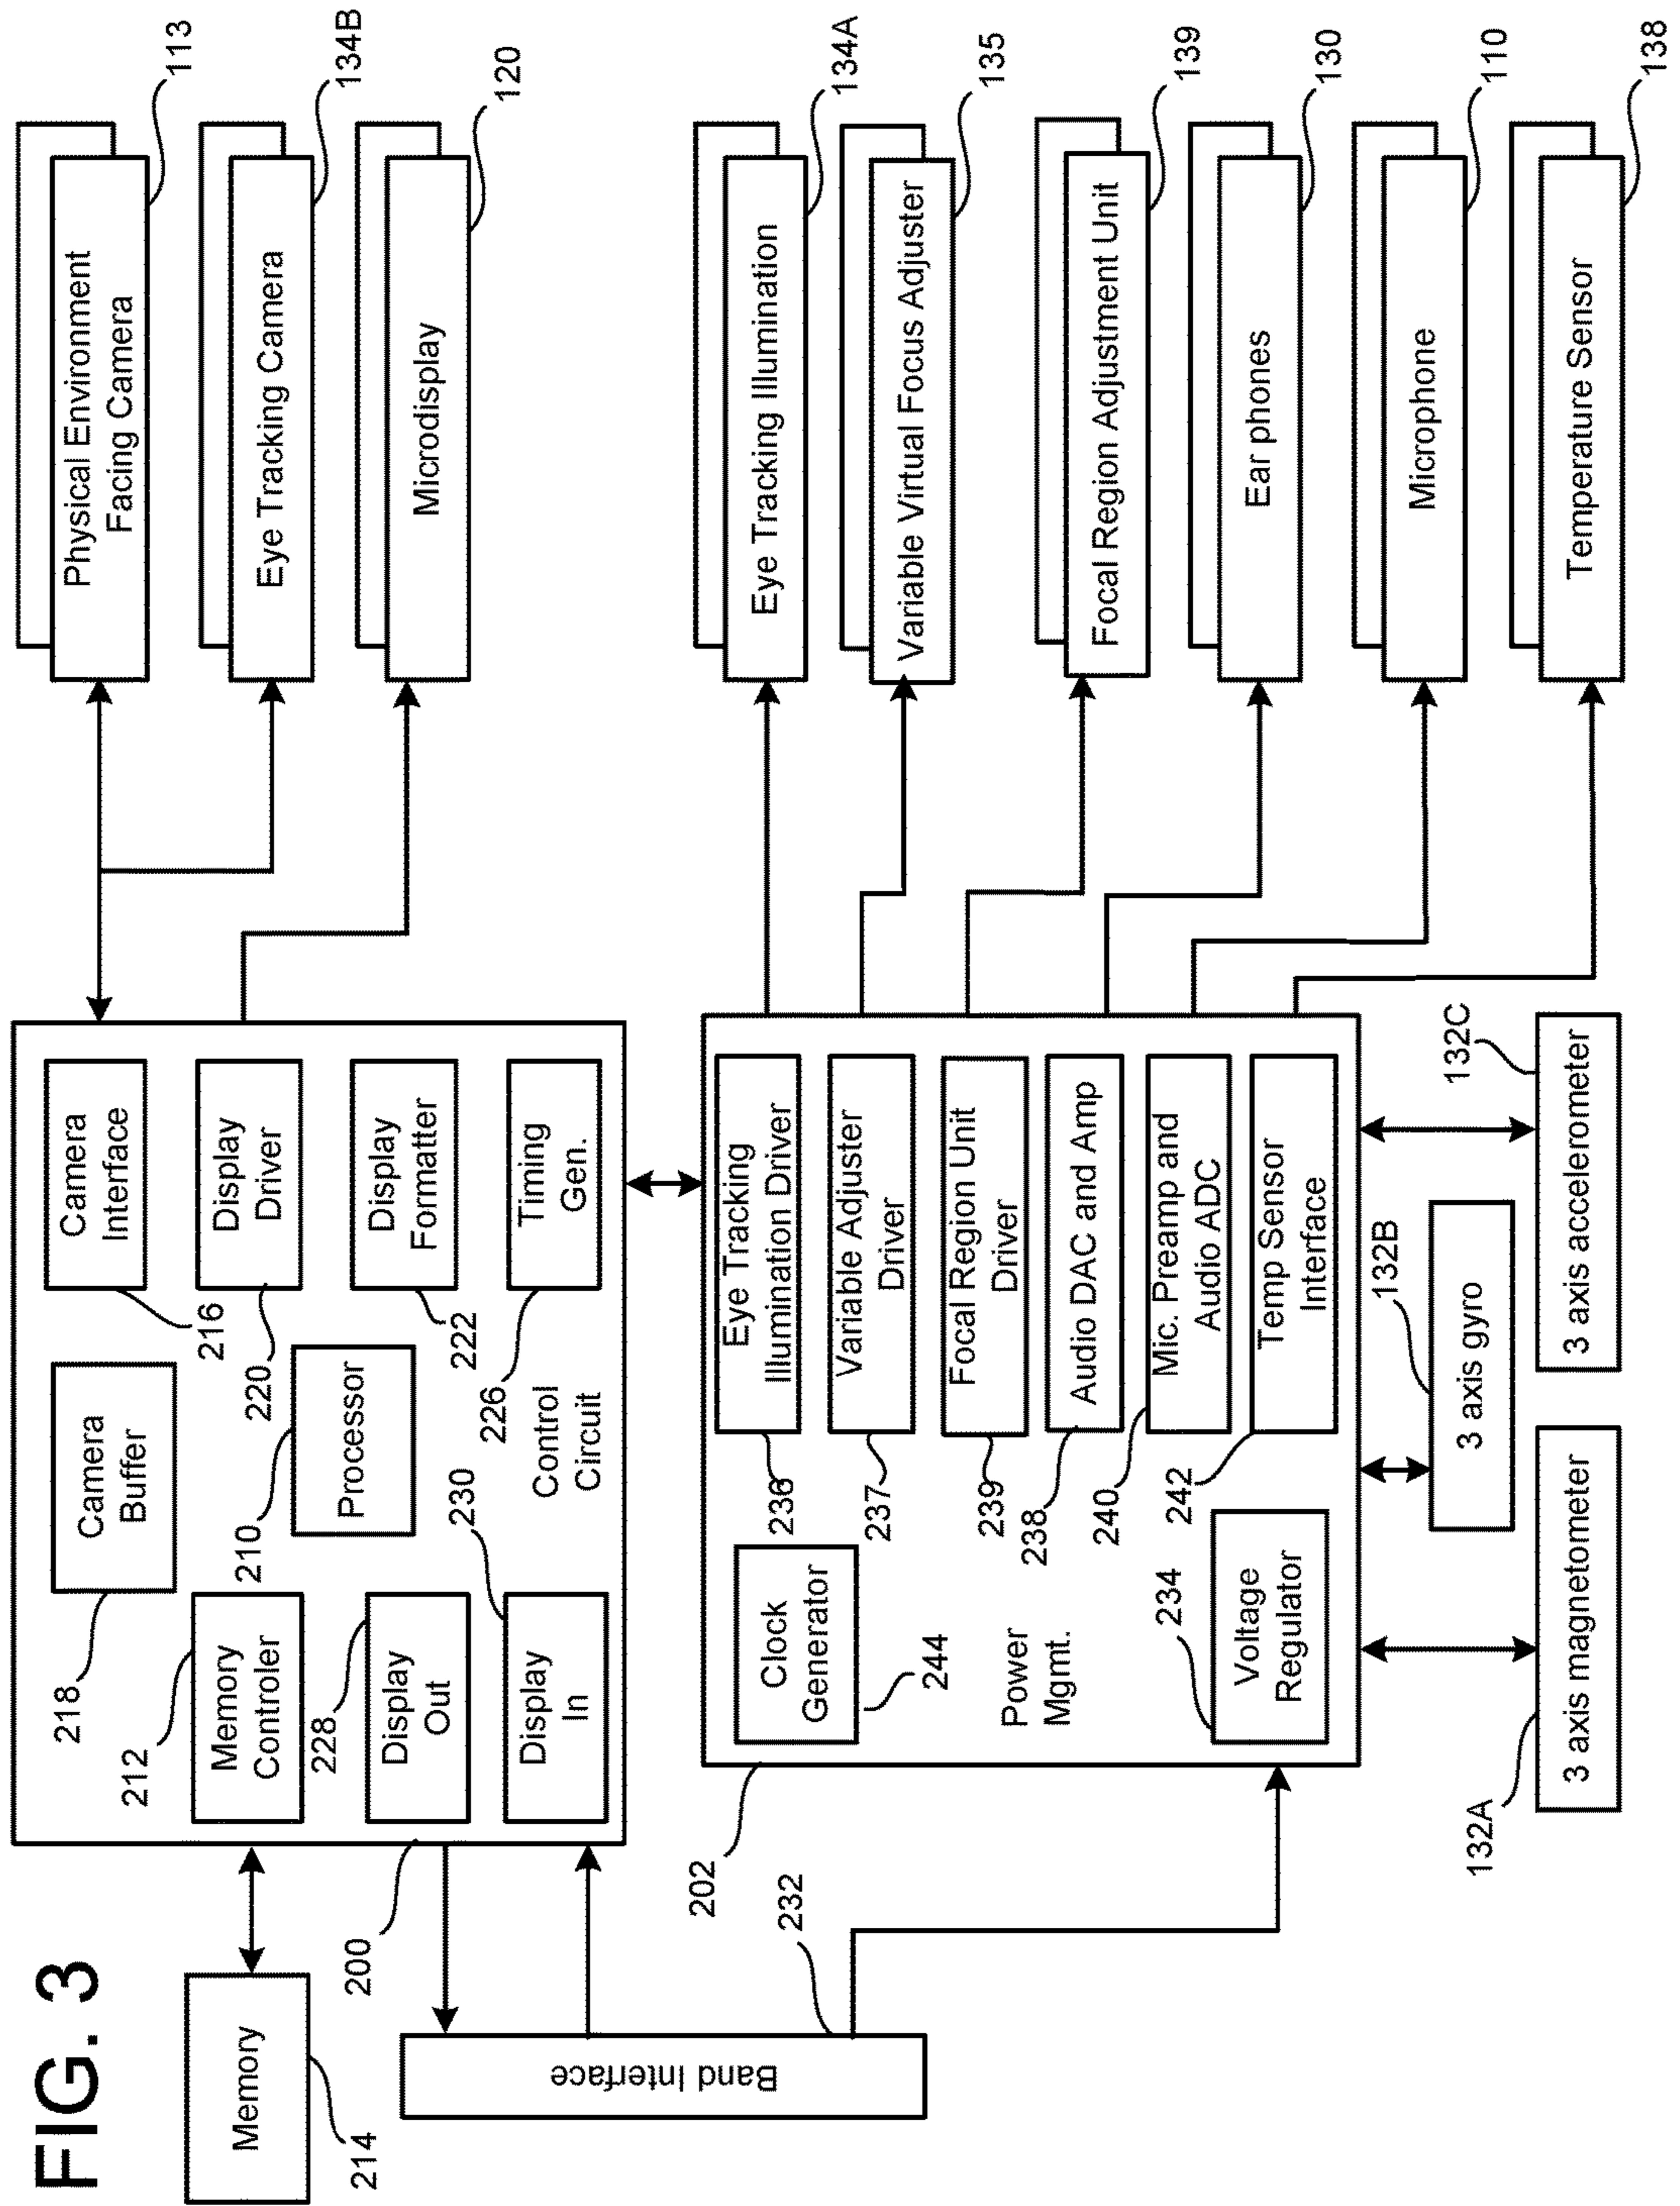 FIG. 3
Memory
214
Band Interface
232
200
Control
Circuit
Camera
Buffer
218
Camera
Interface
216
Memory
Controler
212
Processor
210
Display
Driver
220
Display
Out
228
Display
Formatter
222
Display
In
230
Timing
Gen.
226
Physical Environment
Facing Camera
113
Eye Tracking Camera
134B
Microdisplay
120
202
Power
Mgmt.
Clock
Generator
244
Voltage
Regulator
234
Eye Tracking
Illumination Driver
236
Variable Adjuster
Driver
237
Focal Region Unit
Driver
239
Audio DAC and Amp
238
Mic. Preamp and
Audio ADC
240
Temp Sensor
Interface
242
Eye Tracking Illumination
134A
Variable Virtual Focus Adjuster
135
Focal Region Adjustment Unit
139
Ear phones
130
Microphone
110
Temperature Sensor
138
3 axis magnetometer
132A
3 axis gyro
132B
3 axis accelerometer
132C